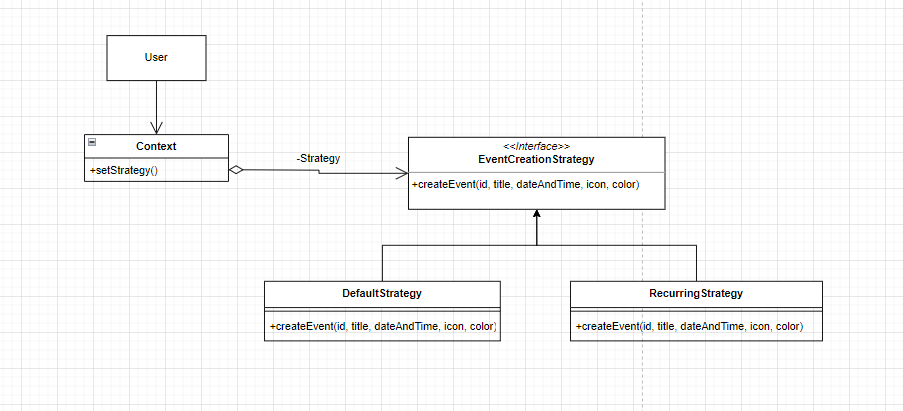 User
Context
+setStrategy()
-Strategy
<<Interface>>
EventCreationStrategy
+createEvent(id, title, dateAndTime, icon, color)
DefaultStrategy
+createEvent(id, title, dateAndTime, icon, color)
RecurringStrategy
+createEvent(id, title, dateAndTime, icon, color)